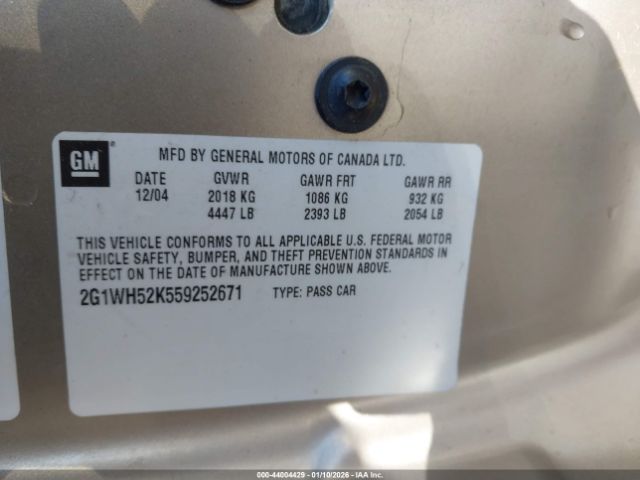 GM
MFD BY GENERAL MOTORS OF CANADA LTD.
DATE GVWR GAWR FRT GAWR RR
12/04 2018 KG 1086 KG 932 KG
4447 LB 2393 LB 2054 LB
THIS VEHICLE CONFORMS TO ALL APPLICABLE U.S. FEDERAL MOTOR
VEHICLE SAFETY, BUMPER, AND THEFT PREVENTION STANDARDS IN
EFFECT ON THE DATE OF MANUFACTURE SHOWN ABOVE.
2G1WH52K559252671 TYPE: PASS CAR
000-44004429 - 01/10/2026 - IAA Inc.